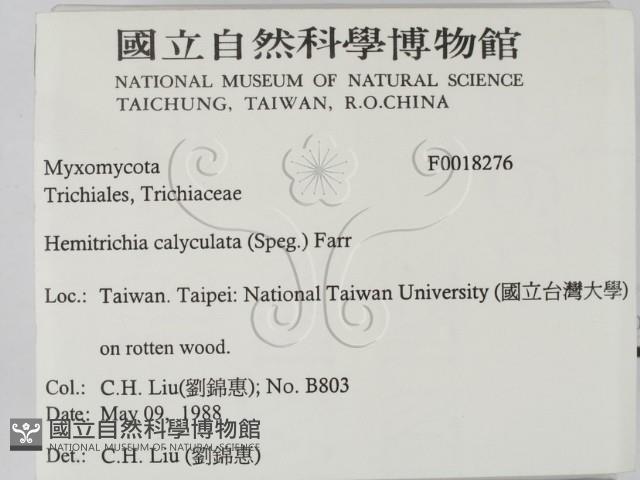 國立自然科學博物館
NATIONAL MUSEUM OF NATURAL SCIENCE
TAICHUNG, TAIWAN, R.O.CHINA
Myxomycota F0018276
Trichiales, Trichiaceae
Hemitrichia calyculata (Speg.) Farr
Loc.: Taiwan. Taipei: National Taiwan University (國立台灣大學)
on rotten wood.
Col.: C.H. Liu(劉錦惠); No. B803
Date: May 09, 1988
國立自然科學博物館
NATIONAL MUSEUM OF NATURAL SCIENCE
Det.: C.H. Liu (劉錦惠)